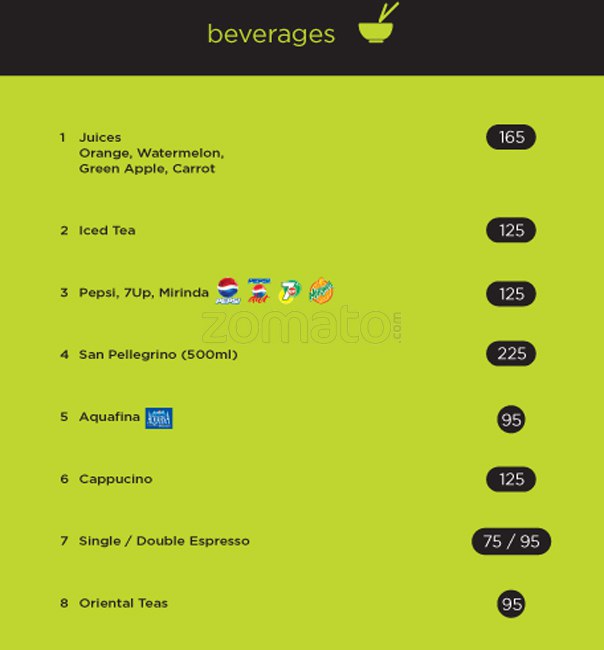 beverages
1 Juices 165
Orange, Watermelon,
Green Apple, Carrot
2 Iced Tea 125
3 Pepsi, 7Up, Mirinda 125
zomato.com
4 San Pellegrino (500ml) 225
5 Aquafina 95
6 Cappucino 125
7 Single / Double Espresso 75 / 95
8 Oriental Teas 95